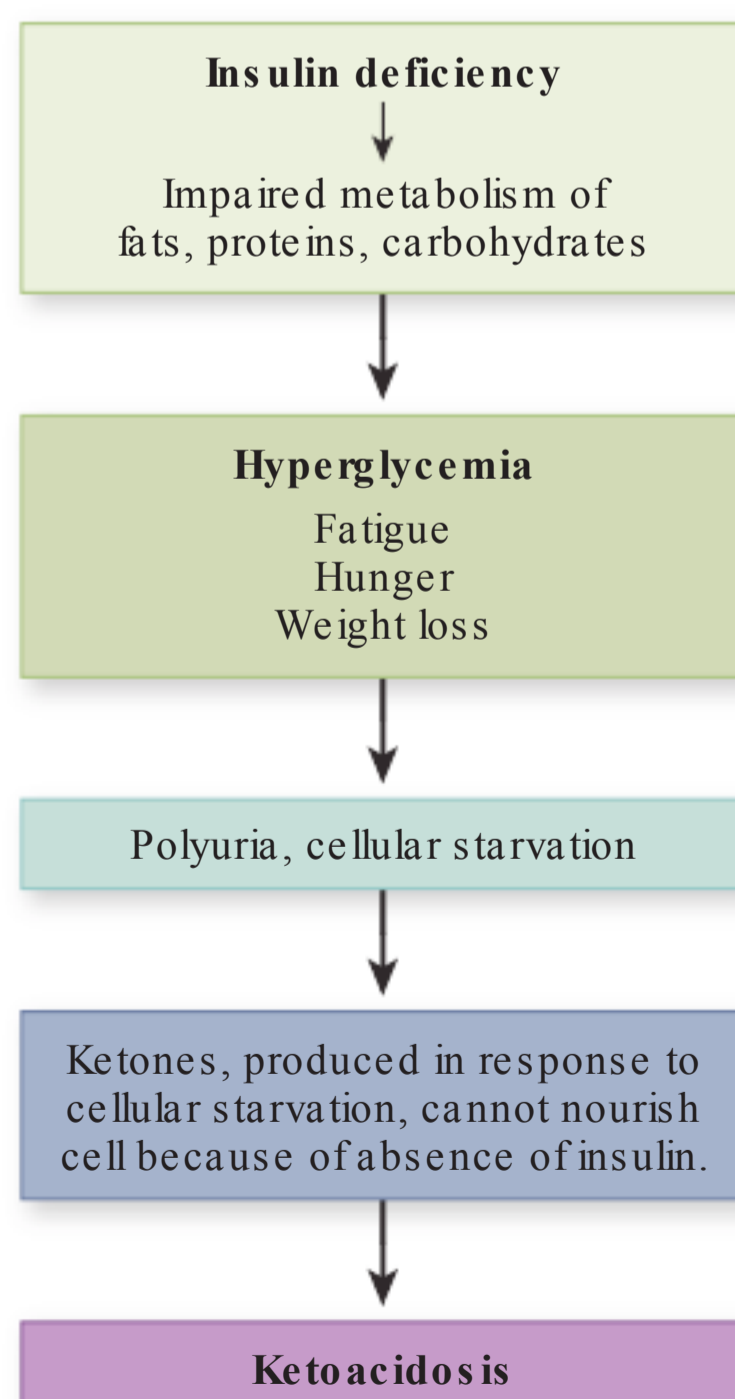 Insulin deficiency
Impaired metabolism of
fats, proteins, carbohydrates
Hyperglycemia
Fatigue
Hunger
Weight loss
Polyuria, cellular starvation
Ketones, produced in response to
cellular starvation, cannot nourish
cell because of absence of insulin.
Ketoacidosis